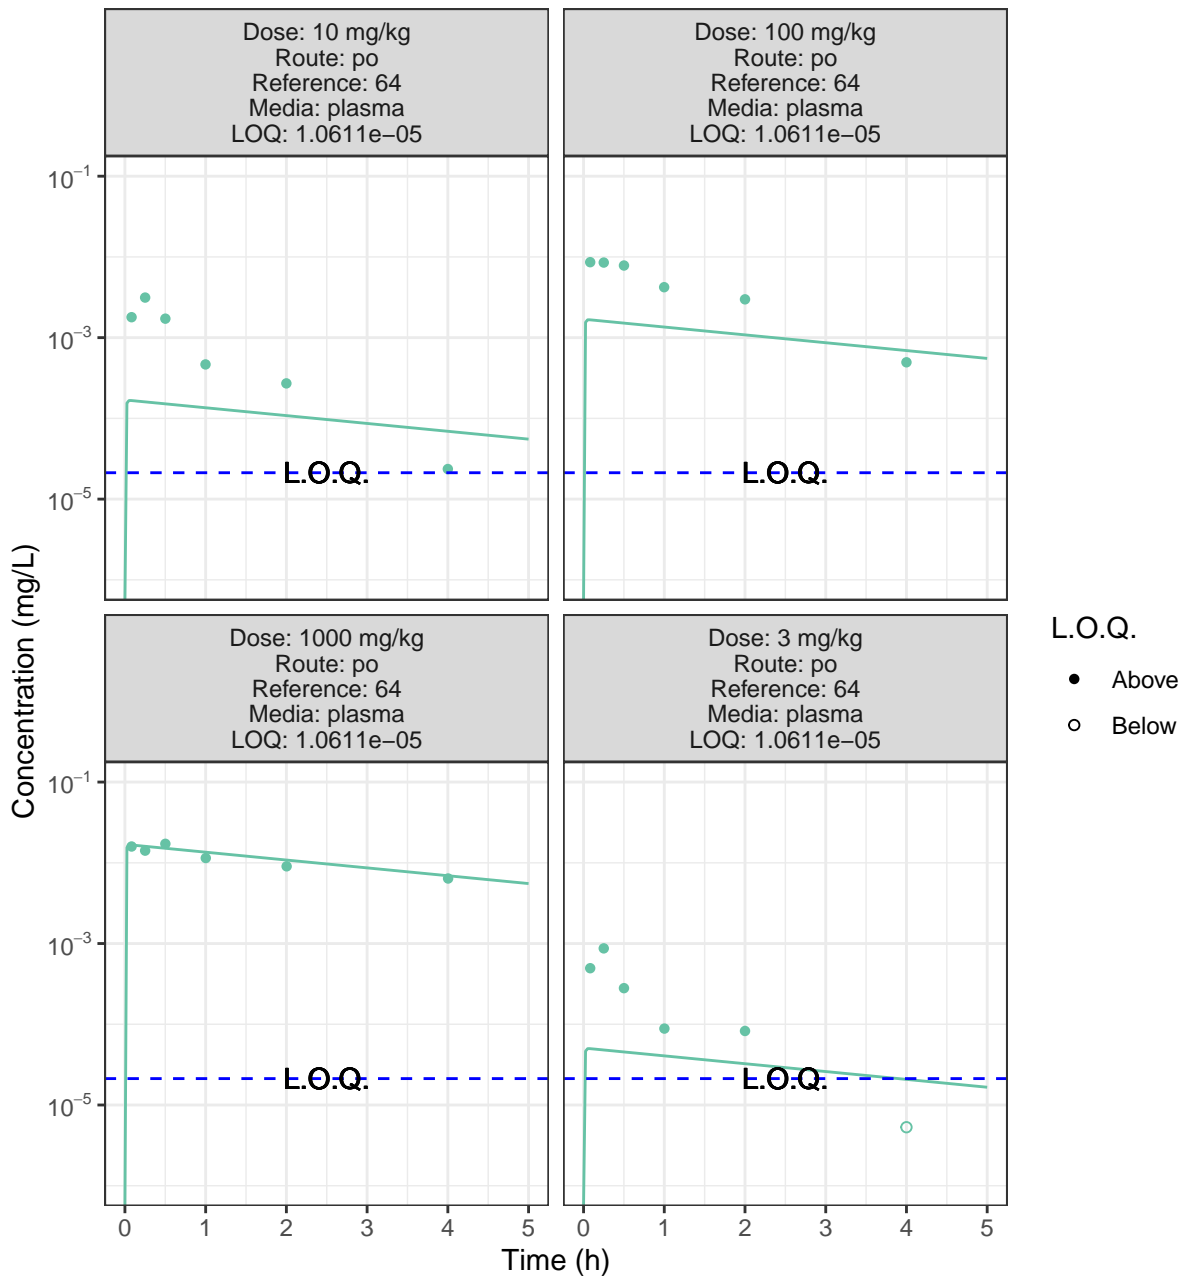 Dose: 10 mg/kg
Route: po
Reference: 64
Media: plasma
LOQ: 1.0611e−05
Dose: 100 mg/kg
Route: po
Reference: 64
Media: plasma
LOQ: 1.0611e−05
10⁻¹
10⁻³
10⁻⁵
L.O.Q.
L.O.Q.
Dose: 1000 mg/kg
Route: po
Reference: 64
Media: plasma
LOQ: 1.0611e−05
Dose: 3 mg/kg
Route: po
Reference: 64
Media: plasma
LOQ: 1.0611e−05
10⁻¹
10⁻³
10⁻⁵
L.O.Q.
L.O.Q.
0 1 2 3 4 5
0 1 2 3 4 5
Time (h)
Concentration (mg/L)
L.O.Q.
Above
Below